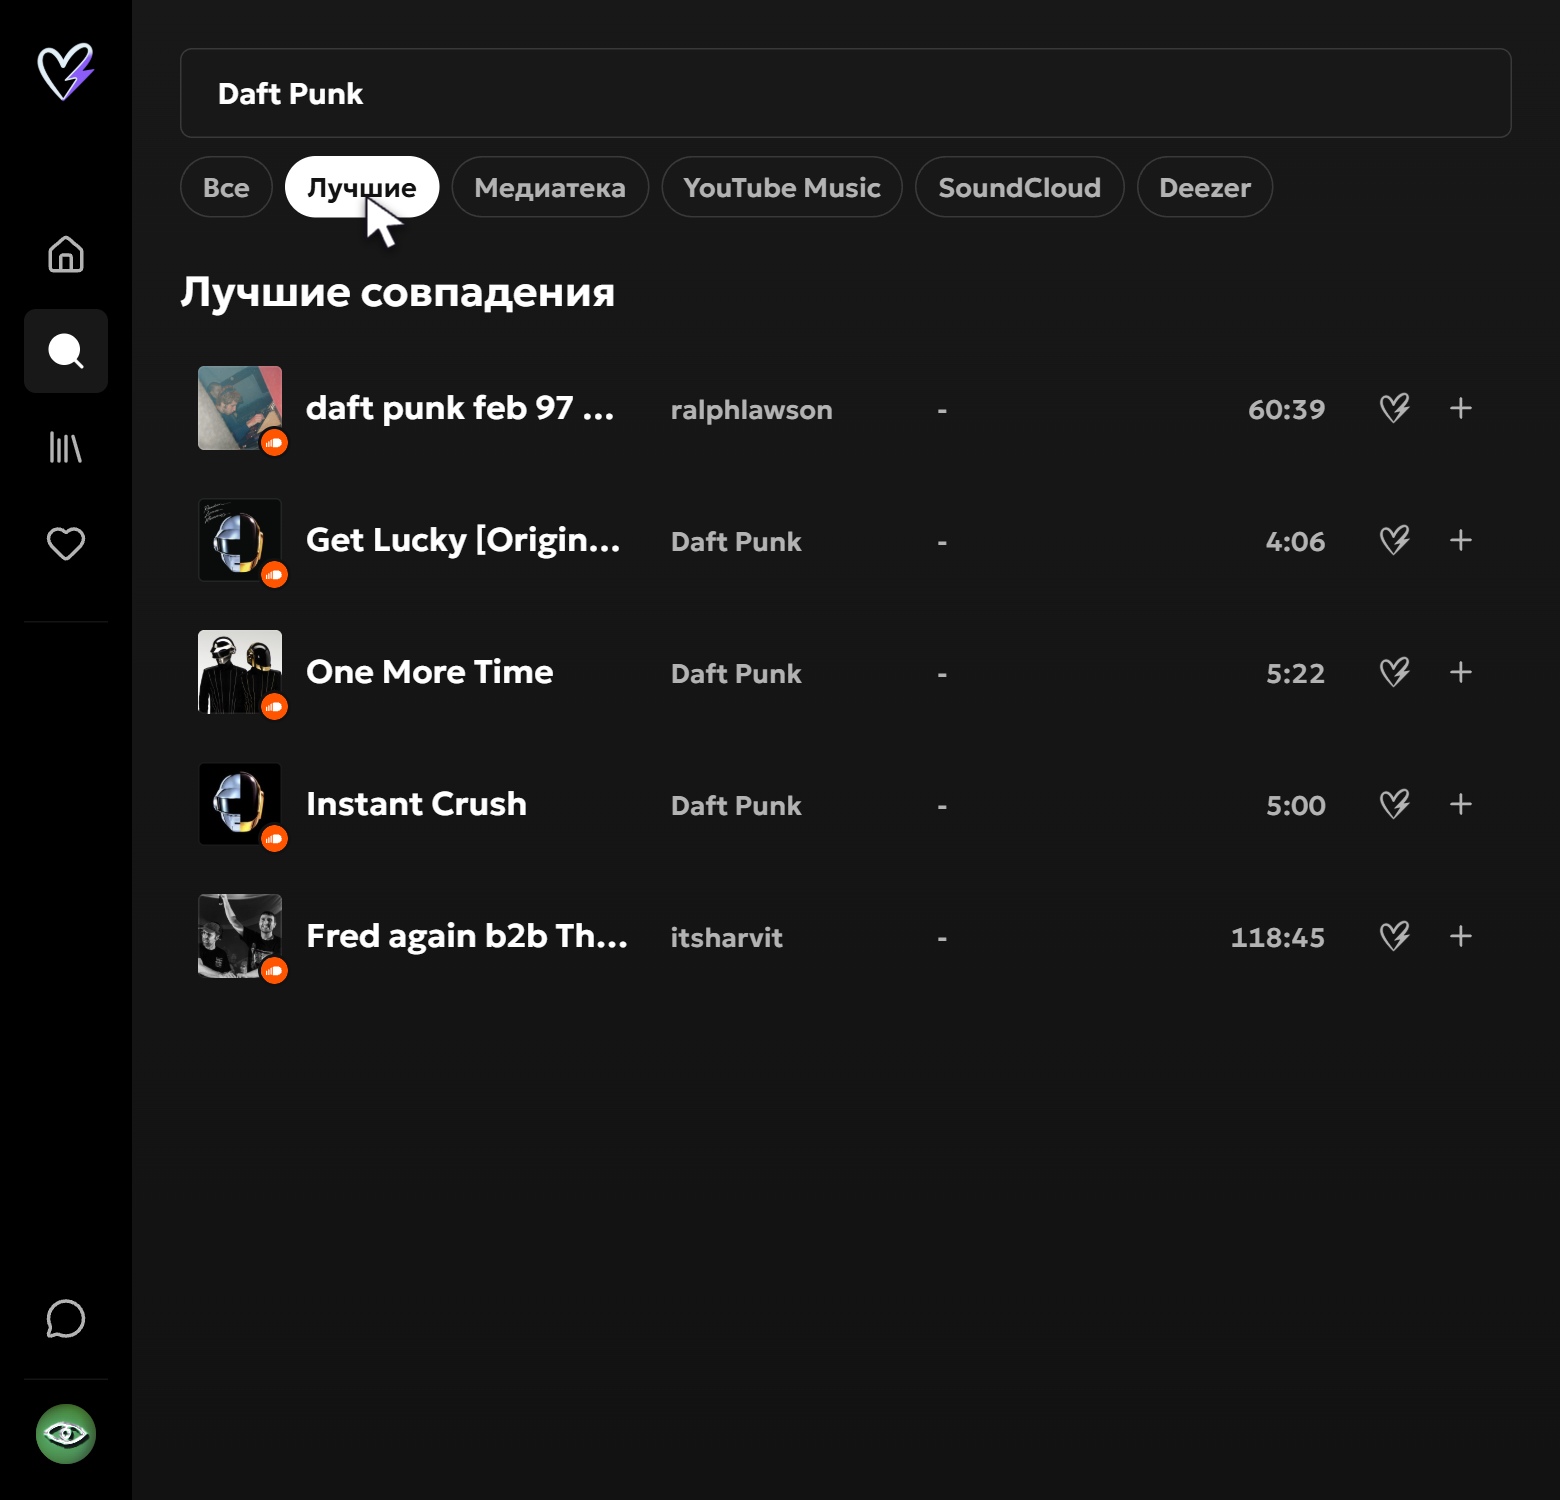 Daft Punk
Все Лучшие Медиатека YouTube Music SoundCloud Deezer
Лучшие совпадения
daft punk feb 97 ... ralphlawson - 60:39
Get Lucky [Origin... Daft Punk - 4:06
One More Time Daft Punk - 5:22
Instant Crush Daft Punk - 5:00
Fred again b2b Th... itsharvit - 118:45